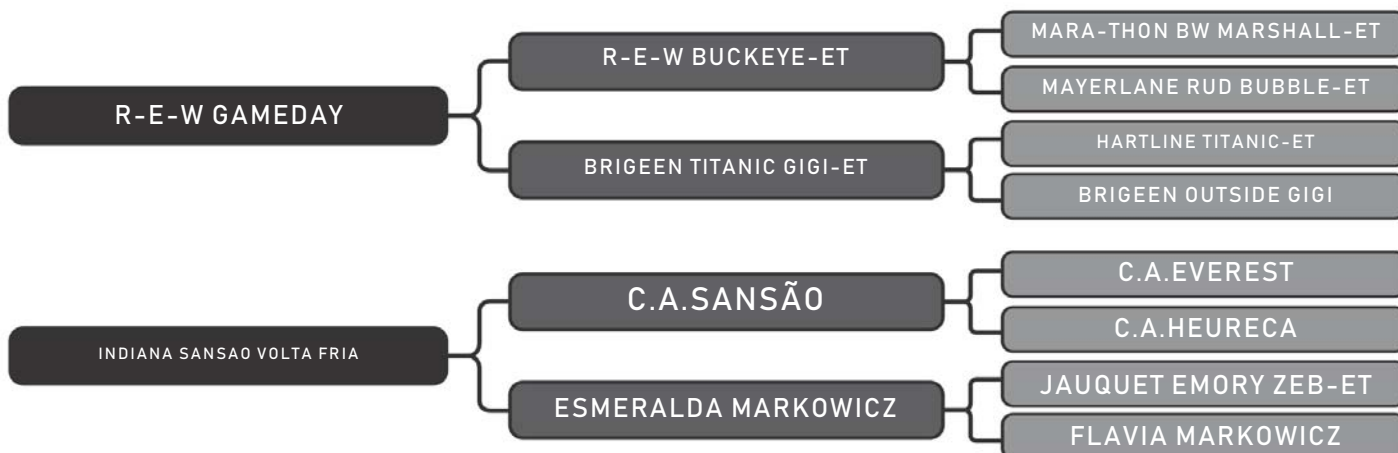 R-E-W GAMEDAY
R-E-W BUCKEYE-ET
BRIGEEN TITANIC GIGI-ET
MARA-THON BW MARSHALL-ET
MAYERLANE RUD BUBBLE-ET
HARTLINE TITANIC-ET
BRIGEEN OUTSIDE GIGI
INDIANA SANSAO VOLTA FRIA
C.A.SANSÃO
ESMERALDA MARKOWICZ
C.A.EVEREST
C.A.HEURECA
JAUQUET EMORY ZEB-ET
FLAVIA MARKOWICZ